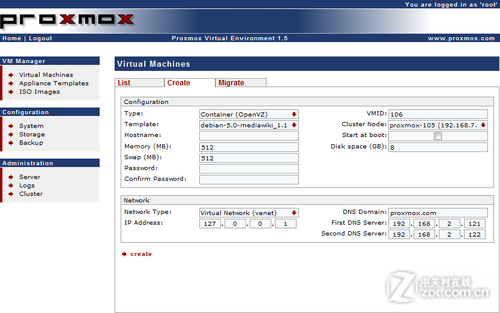 You are logged in as 'root'
proxmox
Home | Logout
Proxmox Virtual Environment 1.5
www.proxmox.com
VM Manager
Virtual Machines
Appliance Templates
ISO Images
Configuration
System
Storage
Backup
Administration
Server
Logs
Cluster
Virtual Machines
List Create Migrate
Configuration
Type: Container (OpenVZ) VMID: 106
Template: debian-5.0-mediawiki_1.1 Cluster Node: proxmox-105 (192.168.7.
Hostname: Start at boot:
Memory (MB): 512 Disk space (GB): 8
Swap (MB): 512
Password:
Confirm Password:
Network
Network Type: Virtual Network (venet) DNS Domain: proxmox.com
IP Address: 127 . 0 . 0 . 1 First DNS Server: 192 . 168 . 2 . 121
Second DNS Server: 192 . 168 . 2 . 122
create
Z 中关村在线
zol.com.cn